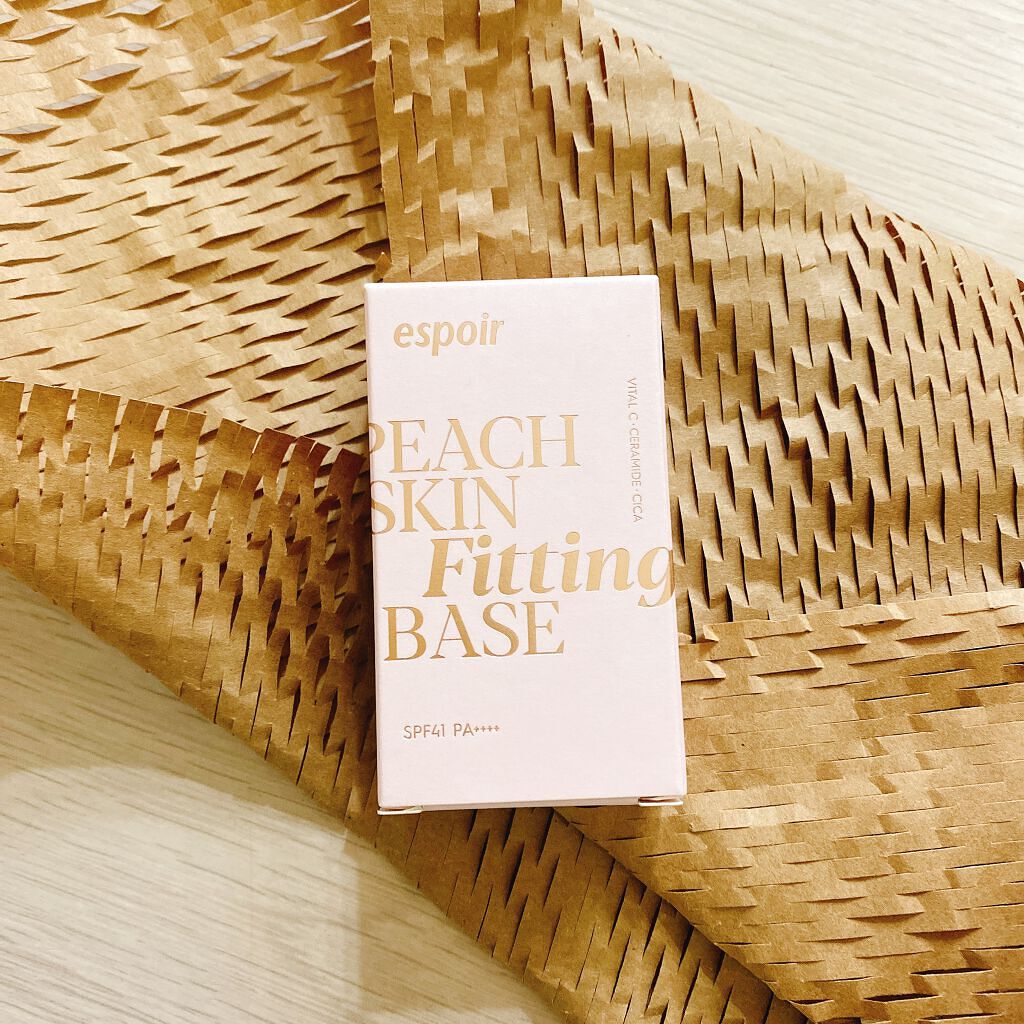 espoir
PEACH
SKIN
Fitting
BASE
VITAL C · CERAMIDE · CICA
SPF41 PA++++